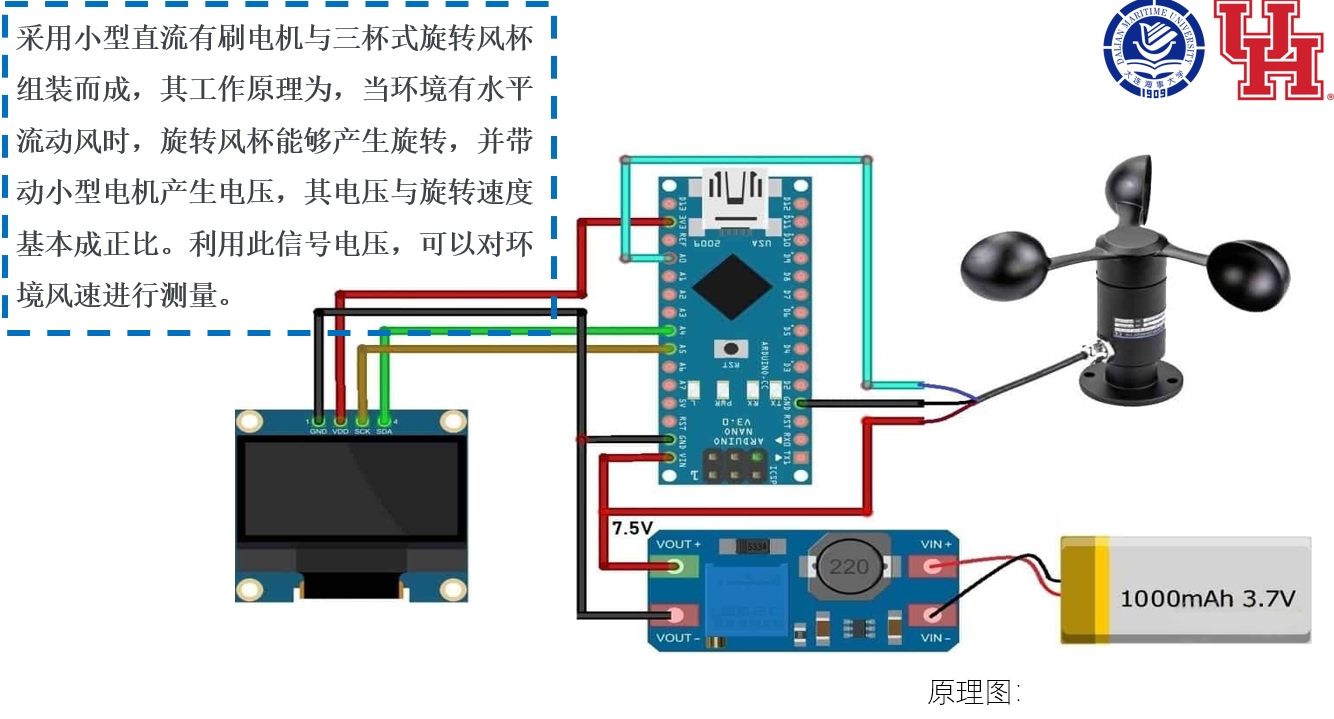 采用小型直流有刷电机与三杯式旋转风杯
组装而成，其工作原理为，当环境有水平
流动风时，旋转风杯能够产生旋转，并带
动小型电机产生电压，其电压与旋转速度
基本成正比。利用此信号电压，可以对环
境风速进行测量。
DALIAN MARITIME UNIVERSITY
大连海事大学
1909
UH
®
D13
3V3
REF
A0
A1
A2
A3
A4
A5
A6
A7
5V
RST
GND
VIN
D12
D11
D10
D9
D8
D7
D6
D5
D4
D3
D2
GND
RST
RX0
TX1
USA
2009
RST
ARDUINO.CC
L
PWR
RX
TX
ARDUINO
NANO
V3.0
ICSP
1
1
GND
VDD
SCK
SDA
4
7.5V
VOUT+
VOUT-
SS34
220
VIN+
VIN-
1000mAh 3.7V
原理图：